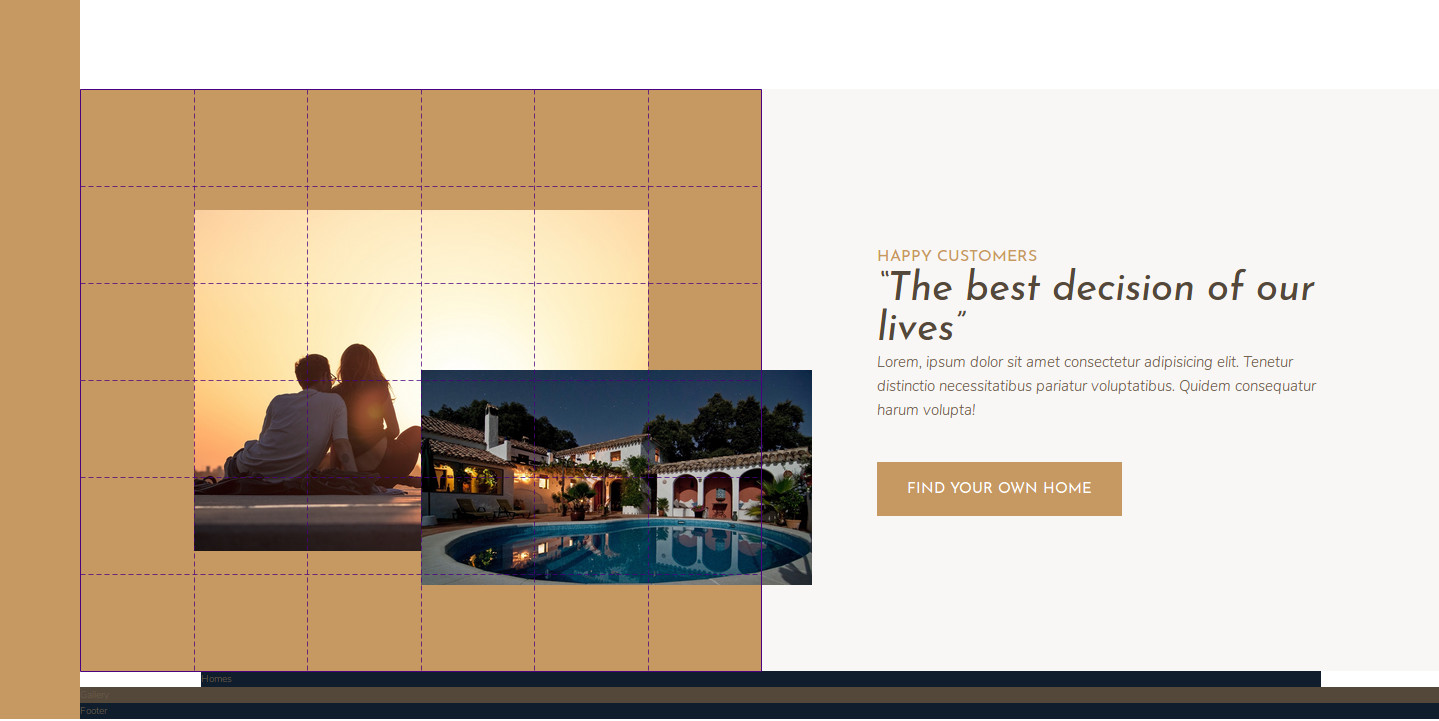 HAPPY CUSTOMERS
“The best decision of our
lives”
Lorem, ipsum dolor sit amet consectetur adipisicing elit. Tenetur
distinctio necessitatibus pariatur voluptatibus. Quidem consequatur
harum volupta!
FIND YOUR OWN HOME
Homes
Gallery
Footer